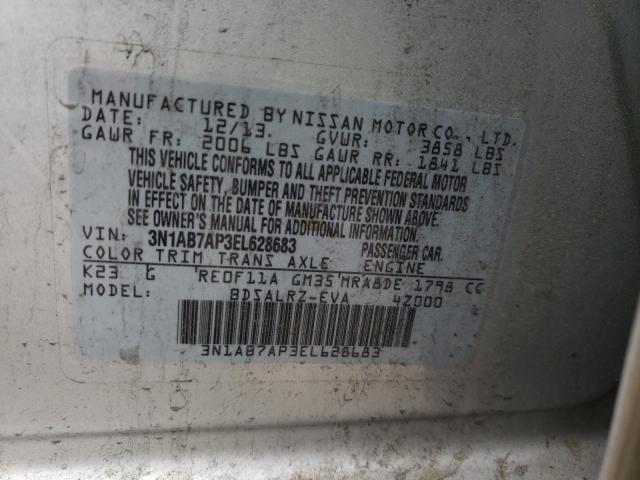 MANUFACTURED BY NISSAN MOTOR CO., LTD.
DATE: 12/13. GVWR: 3858 LBS
GAWR FR: 2006 LBS GAWR RR: 1841 LBS
THIS VEHICLE CONFORMS TO ALL APPLICABLE FEDERAL MOTOR
VEHICLE SAFETY, BUMPER AND THEFT PREVENTION STANDARDS
IN EFFECT ON THE DATE OF MANUFACTURE SHOWN ABOVE.
SEE OWNER'S MANUAL FOR ADDITIONAL INFORMATION.
VIN: 3N1AB7AP3EL628683 PASSENGER CAR.
COLOR TRIM TRANS AXLE ENGINE
K23 G RE0F11A GM35 MRA8DE 1798 CC
MODEL: BDSALRZ-EVA 4Z000
3N1AB7AP3EL628683